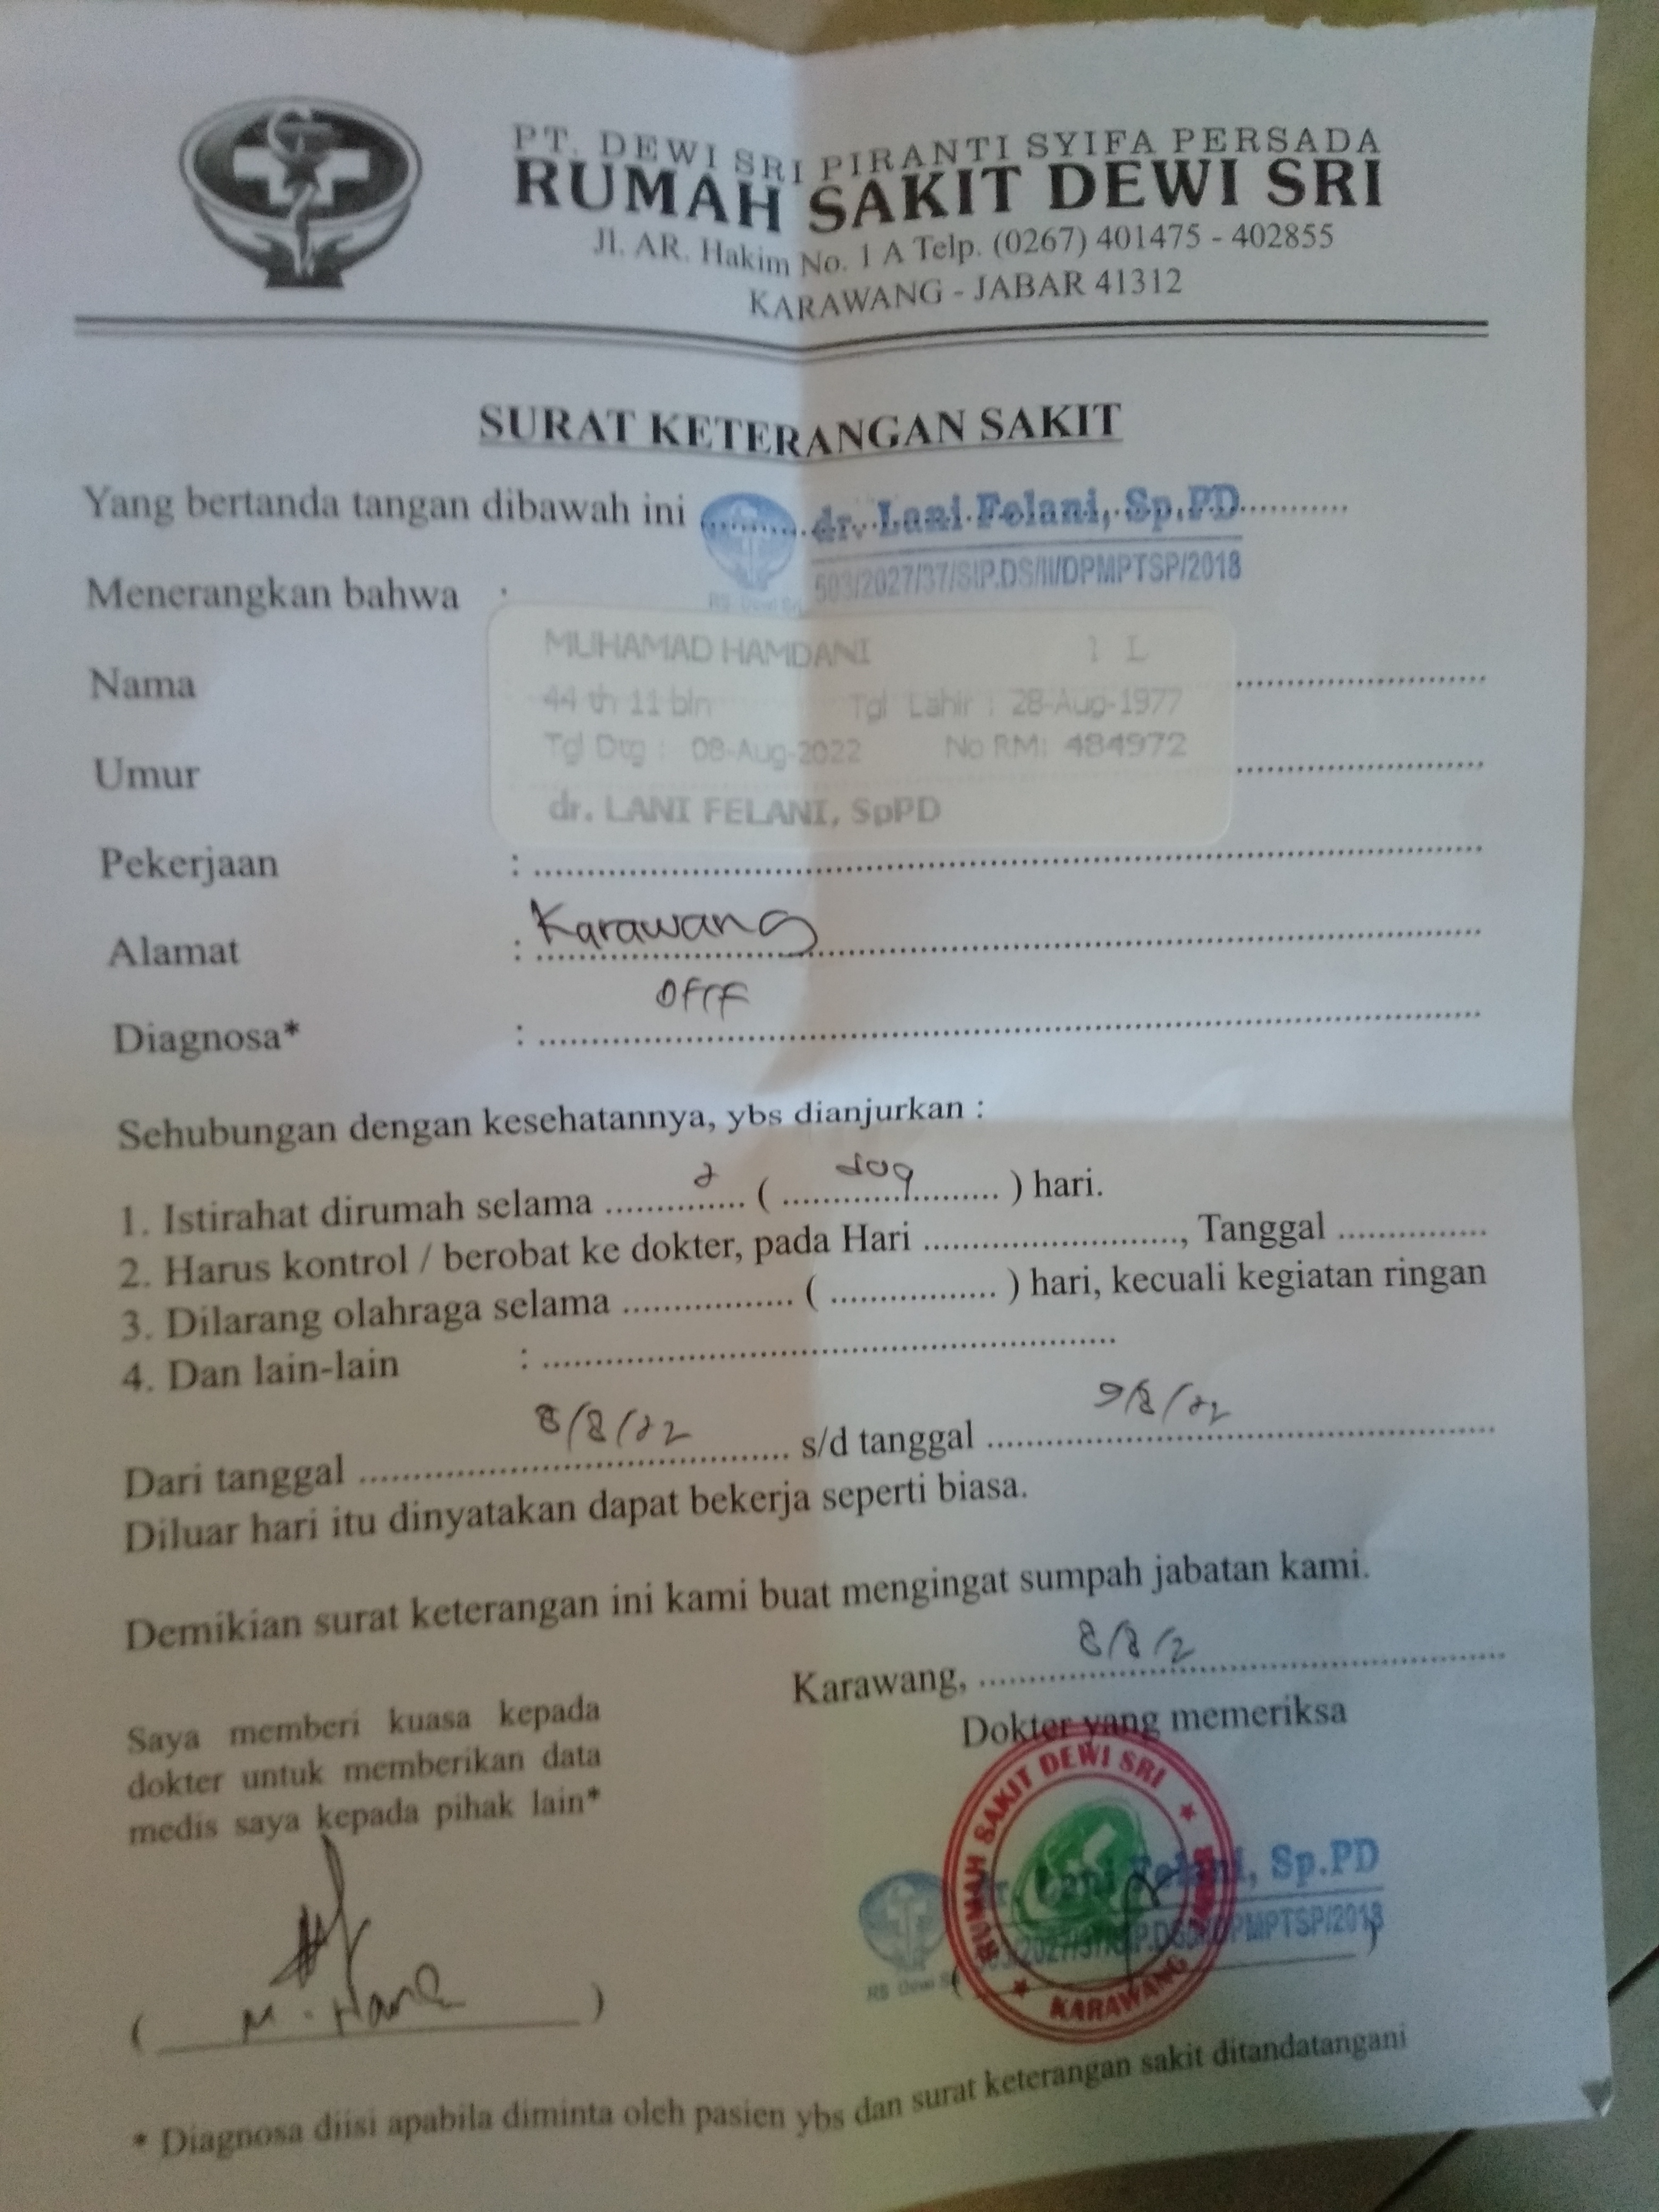 PT. DEWI SRI PIRANTI SYIFA PERSADA
RUMAH SAKIT DEWI SRI
Jl. AR. Hakim No. 1 A Telp. (0267) 401475 - 402855
KARAWANG - JABAR 41312
SURAT KETERANGAN SAKIT
Yang bertanda tangan dibawah ini dr. Lani Felani, Sp.PD
503/2027/37/SIP.DS/II/DPMPTSP/2018
RS Dewi Sri
Menerangkan bahwa :
MUHAMAD HAMDANI L
Nama
44 th 11 bln Tgl Lahir : 28-Aug-1977
Tgl Dtg : 08-Aug-2022 No RM: 484972
Umur
dr. LANI FELANI, SpPD
Pekerjaan :
Alamat : Karawang
Diagnosa* :
Sehubungan dengan kesehatannya, ybs dianjurkan :
1. Istirahat dirumah selama 2 ( dua ) hari.
2. Harus kontrol / berobat ke dokter, pada Hari , Tanggal
3. Dilarang olahraga selama ( ) hari, kecuali kegiatan ringan
4. Dan lain-lain :
Dari tanggal 8/8/22 s/d tanggal 9/8/22
Diluar hari itu dinyatakan dapat bekerja seperti biasa.
Demikian surat keterangan ini kami buat mengingat sumpah jabatan kami.
Karawang, 8/8/2
Dokter yang memeriksa
Saya memberi kuasa kepada
dokter untuk memberikan data
medis saya kepada pihak lain*
RUMAH SAKIT DEWI SRI
KARAWANG
dr. Lani Felani, Sp.PD
503/2027/37/SIP.DS/II/DPMPTSP/2018
RS Dewi
( M. )
* Diagnosa diisi apabila diminta oleh pasien ybs dan surat keterangan sakit ditandatangani